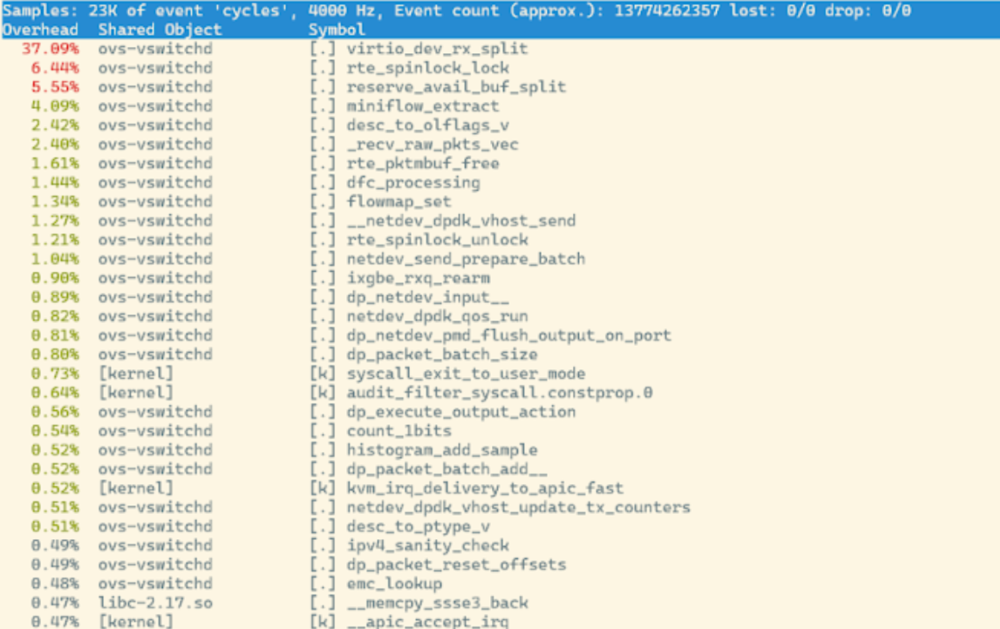 Samples: 23K of event 'cycles', 4000 Hz, Event count (approx.): 13774262357 lost: 0/0 drop: 0/0
Overhead  Shared Object         Symbol
37.09%  ovs-vswitchd          [.] virtio_dev_rx_split
6.44%  ovs-vswitchd          [.] rte_spinlock_lock
5.55%  ovs-vswitchd          [.] reserve_avail_buf_split
4.09%  ovs-vswitchd          [.] miniflow_extract
2.42%  ovs-vswitchd          [.] desc_to_olflags_v
2.40%  ovs-vswitchd          [.] _recv_raw_pkts_vec
1.61%  ovs-vswitchd          [.] rte_pktmbuf_free
1.44%  ovs-vswitchd          [.] dfc_processing
1.34%  ovs-vswitchd          [.] flowmap_set
1.27%  ovs-vswitchd          [.] __netdev_dpdk_vhost_send
1.21%  ovs-vswitchd          [.] rte_spinlock_unlock
1.04%  ovs-vswitchd          [.] netdev_send_prepare_batch
0.90%  ovs-vswitchd          [.] ixgbe_rxq_rearm
0.89%  ovs-vswitchd          [.] dp_netdev_input__
0.82%  ovs-vswitchd          [.] netdev_dpdk_qos_run
0.81%  ovs-vswitchd          [.] dp_netdev_pmd_flush_output_on_port
0.80%  ovs-vswitchd          [.] dp_packet_batch_size
0.73%  [kernel]              [k] syscall_exit_to_user_mode
0.64%  [kernel]              [k] audit_filter_syscall.constprop.0
0.56%  ovs-vswitchd          [.] dp_execute_output_action
0.54%  ovs-vswitchd          [.] count_1bits
0.52%  ovs-vswitchd          [.] histogram_add_sample
0.52%  ovs-vswitchd          [.] dp_packet_batch_add__
0.52%  [kernel]              [k] kvm_irq_delivery_to_apic_fast
0.51%  ovs-vswitchd          [.] netdev_dpdk_vhost_update_tx_counters
0.51%  ovs-vswitchd          [.] desc_to_ptype_v
0.49%  ovs-vswitchd          [.] ipv4_sanity_check
0.49%  ovs-vswitchd          [.] dp_packet_reset_offsets
0.48%  ovs-vswitchd          [.] emc_lookup
0.47%  libc-2.17.so          [.] __memcpy_ssse3_back
0.47%  [kernel]              [k] __apic_accept_irq